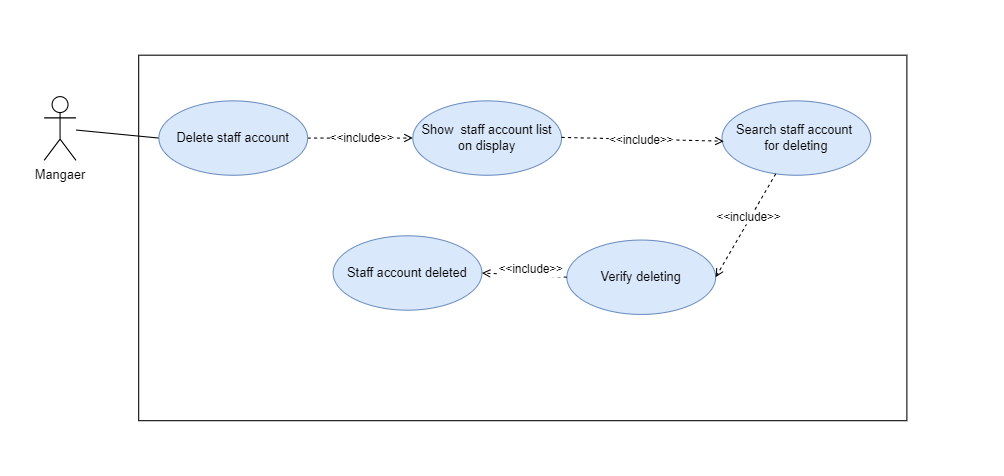 Delete staff account
<<include>>
Show  staff account list
on display
<<include>>
Search staff account
for deleting
Mangaer
<<include>>
Staff account deleted
<<include>>
Verify deleting